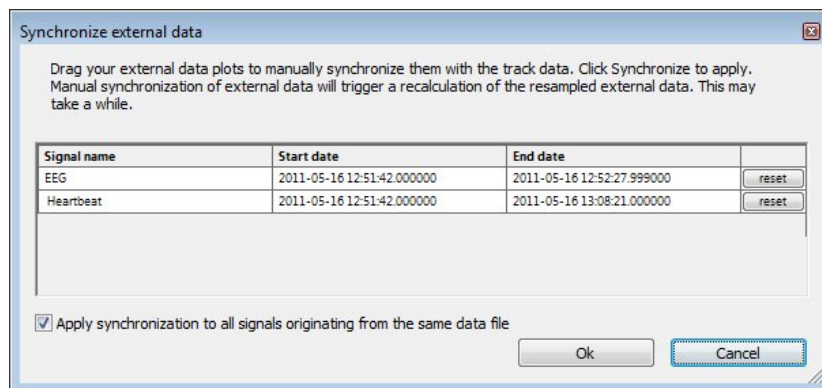 Synchronize external data
Drag your external data plots to manually synchronize them with the track data. Click Synchronize to apply.
Manual synchronization of external data will trigger a recalculation of the resampled external data. This may
take a while.
Signal name Start date End date
EEG 2011-05-16 12:51:42.000000 2011-05-16 12:52:27.999000 reset
Heartbeat 2011-05-16 12:51:42.000000 2011-05-16 13:08:21.000000 reset
Apply synchronization to all signals originating from the same data file
Ok Cancel